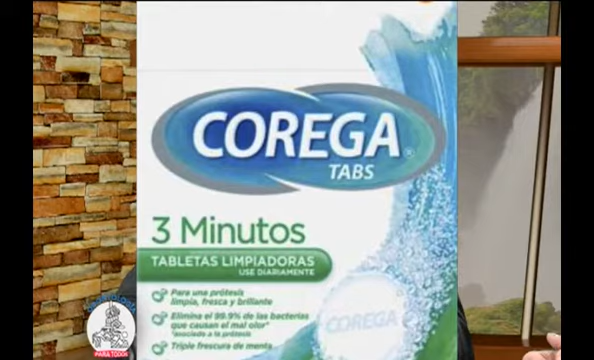 COREGA®
TABS
3 Minutos
TABLETAS LIMPIADORAS
USE DIARIAMENTE
Para una prótesis
limpia, fresca y brillante
Elimina el 99.9% de las bacterias
que causan el mal olor*
*asociado a la prótesis
Triple frescura de menta
COREGA
PARA TODOS